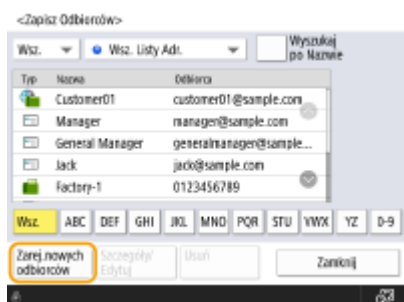 <Zapisz Odbiorców>
Wsz. Wsz. Listy Adr. Wyszukaj
po Nazwie
Typ Nazwa Odbiorca
Customer01 customer01@sample.com
Manager manager@sample.com
General Manager generalmanager@sample...
Jack jack@sample.com
Factory-1 0123456789
Wsz. ABC DEF GHI JKL MNO PQR STU VWX YZ 0-9
Zarej.nowych Szczegóły/ Usuń Zamknij
odbiorców Edytuj